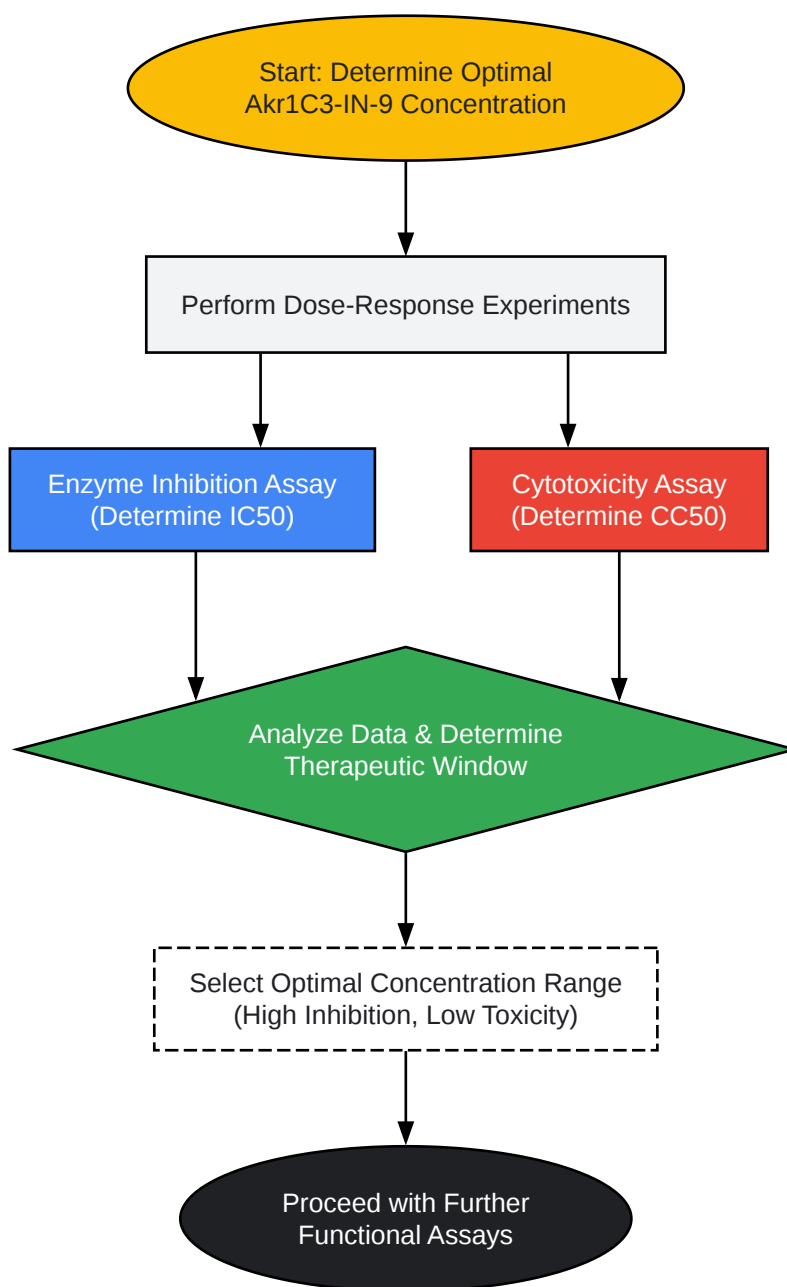 Start: Determine Optimal
Akr1C3-IN-9 Concentration
Perform Dose-Response Experiments
Enzyme Inhibition Assay
(Determine IC50)
Cytotoxicity Assay
(Determine CC50)
Analyze Data & Determine
Therapeutic Window
Select Optimal Concentration Range
(High Inhibition, Low Toxicity)
Proceed with Further
Functional Assays